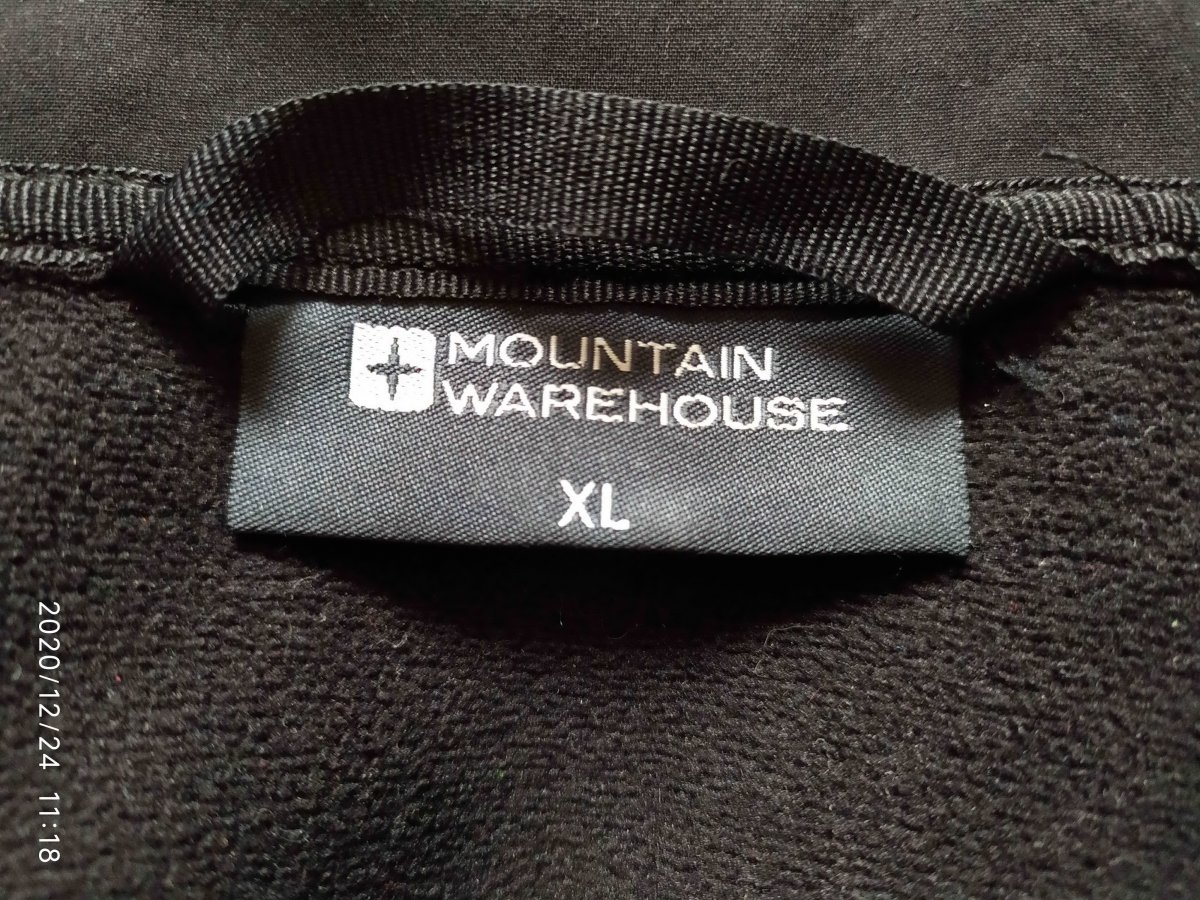 MOUNTAIN
WAREHOUSE
XL
2020/12/24 11:18